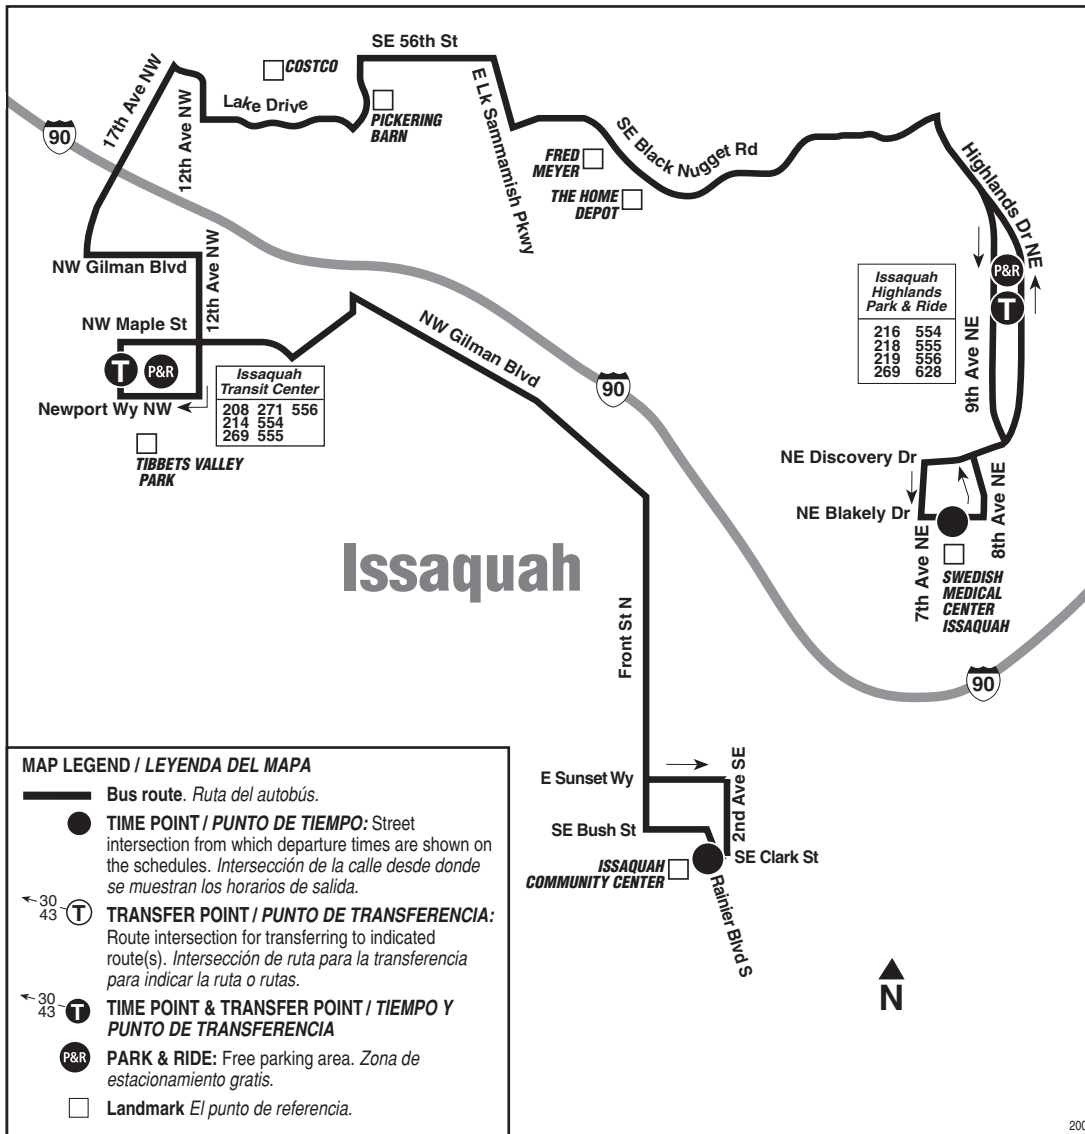 SE 56th St
COSTCO
Lake Drive
PICKERING
BARN
17th Ave NW
12th Ave NW
90
E Lk Sammamish Pkwy
FRED
MEYER
THE HOME
DEPOT
SE Black Nugget Rd
Highlands Dr NE
NW Gilman Blvd
12th Ave NW
NW Maple St
T
P&R
Newport Wy NW
Issaquah
Transit Center
208 271 556
214 554
269 555
TIBBETS VALLEY
PARK
NW Gilman Blvd
90
Issaquah
Highlands
Park & Ride
216 554
218 555
219 556
269 628
P&R
T
9th Ave NE
NE Discovery Dr
NE Blakely Dr
7th Ave NE
8th Ave NE
SWEDISH
MEDICAL
CENTER
ISSAQUAH
90
Issaquah
Front St N
E Sunset Wy
2nd Ave SE
SE Bush St
SE Clark St
ISSAQUAH
COMMUNITY CENTER
Rainier Blvd S
N
MAP LEGEND / LEYENDA DEL MAPA
Bus route. Ruta del autobús.
TIME POINT / PUNTO DE TIEMPO: Street
intersection from which departure times are shown on
the schedules. Intersección de la calle desde donde
se muestran los horarios de salida.
30
43
T
TRANSFER POINT / PUNTO DE TRANSFERENCIA:
Route intersection for transferring to indicated
route(s). Intersección de ruta para la transferencia
para indicar la ruta o rutas.
30
43
T
TIME POINT & TRANSFER POINT / TIEMPO Y
PUNTO DE TRANSFERENCIA
P&R
PARK & RIDE: Free parking area. Zona de
estacionamiento gratis.
Landmark El punto de referencia.
200